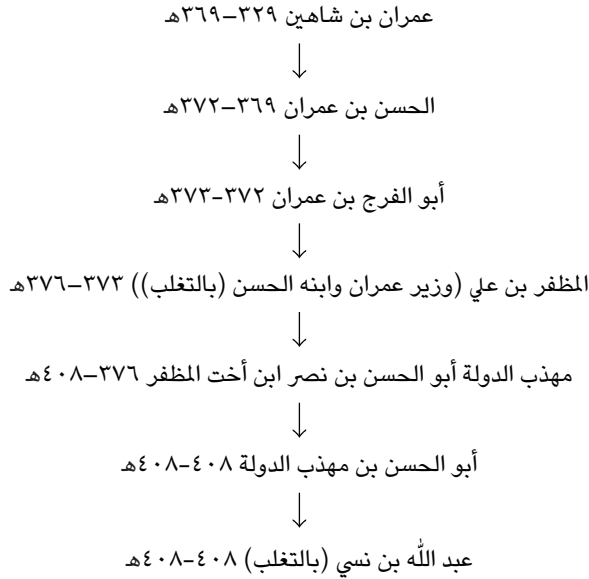 عمران بن شاهين ٣٢٩–٣٦٩هـ
الحسن بن عمران ٣٦٩–٣٧٢هـ
أبو الفرج بن عمران ٣٧٢–٣٧٣هـ
المظفر بن علي (وزير عمران وابنه الحسن (بالتغلب)) ٣٧٣–٣٧٦هـ
مهذب الدولة أبو الحسن بن نصر ابن أخت المظفر ٣٧٦–٤٠٨هـ
أبو الحسن بن مهذب الدولة ٤٠٨–٤٠٨هـ
عبد الله بن نسي (بالتغلب) ٤٠٨–٤٠٨هـ